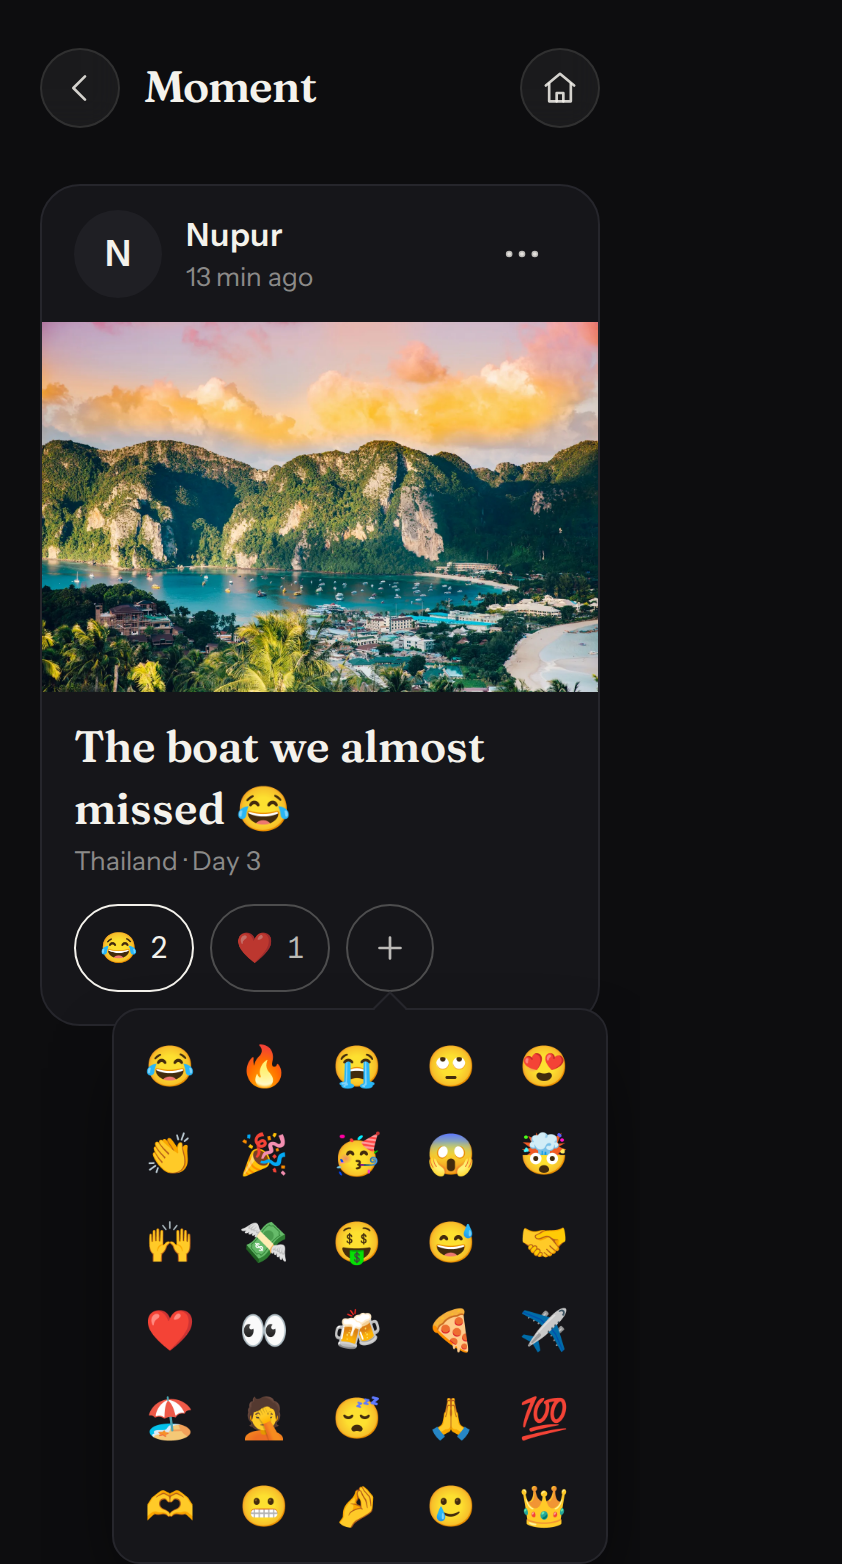 Moment
N
Nupur
13 min ago
The boat we almost
missed 😂
Thailand · Day 3
😂 2 ❤️ 1 +